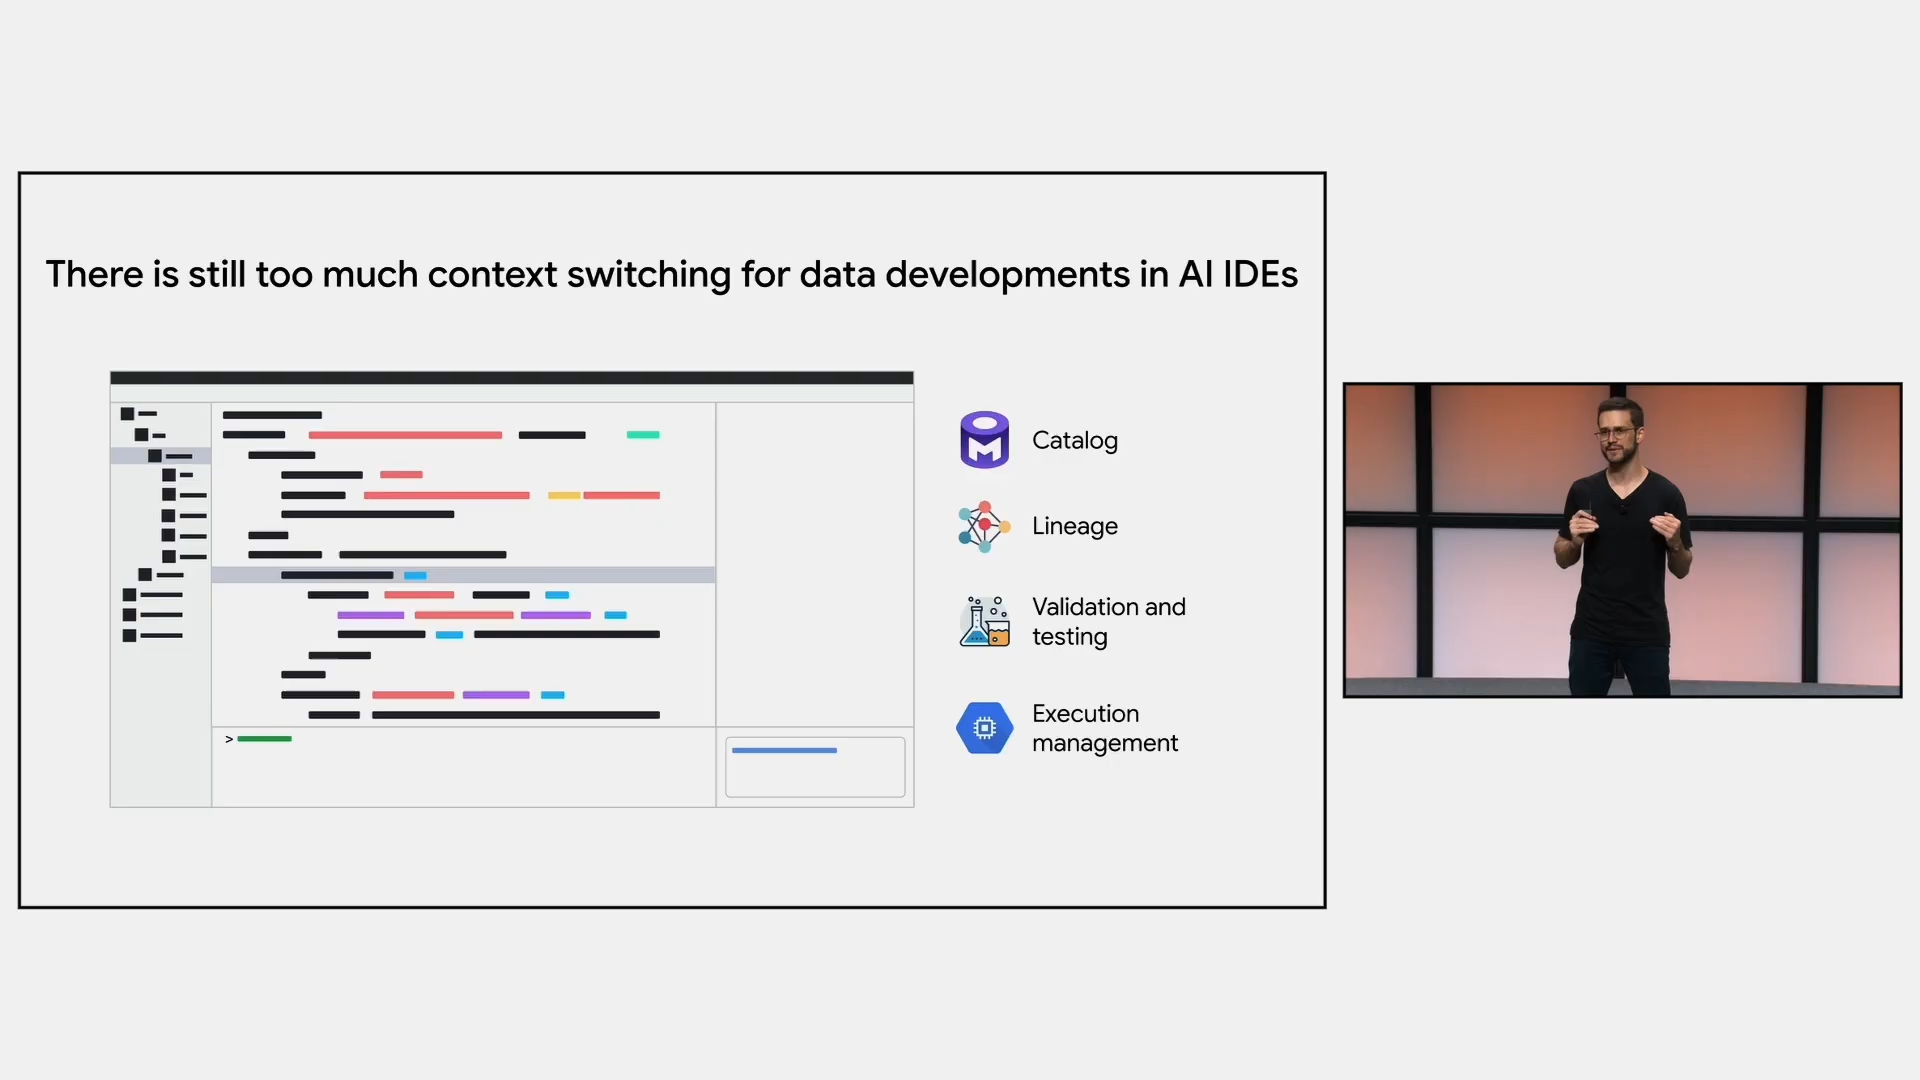 There is still too much context switching for data developments in AI IDEs
Catalog
Lineage
Validation and
testing
Execution
management
>